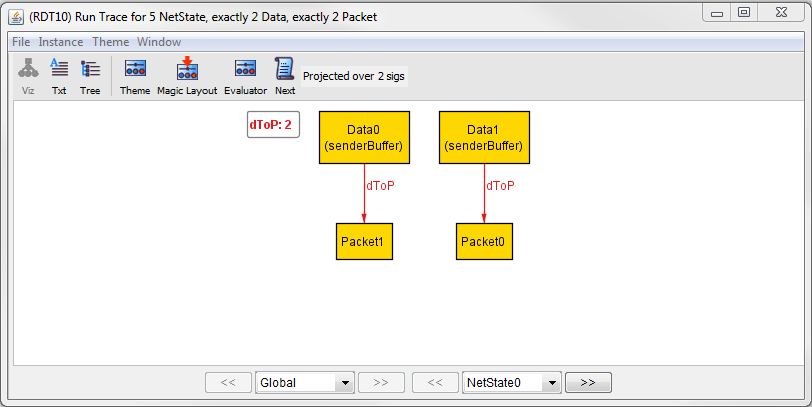 (RDT10) Run Trace for 5 NetState, exactly 2 Data, exactly 2 Packet
File Instance Theme Window
Viz Txt Tree Theme Magic Layout Evaluator Next Projected over 2 sigs
dToP: 2
Data0
(senderBuffer)
Data1
(senderBuffer)
dToP dToP
Packet1 Packet0
<< Global >> << NetState0 >>